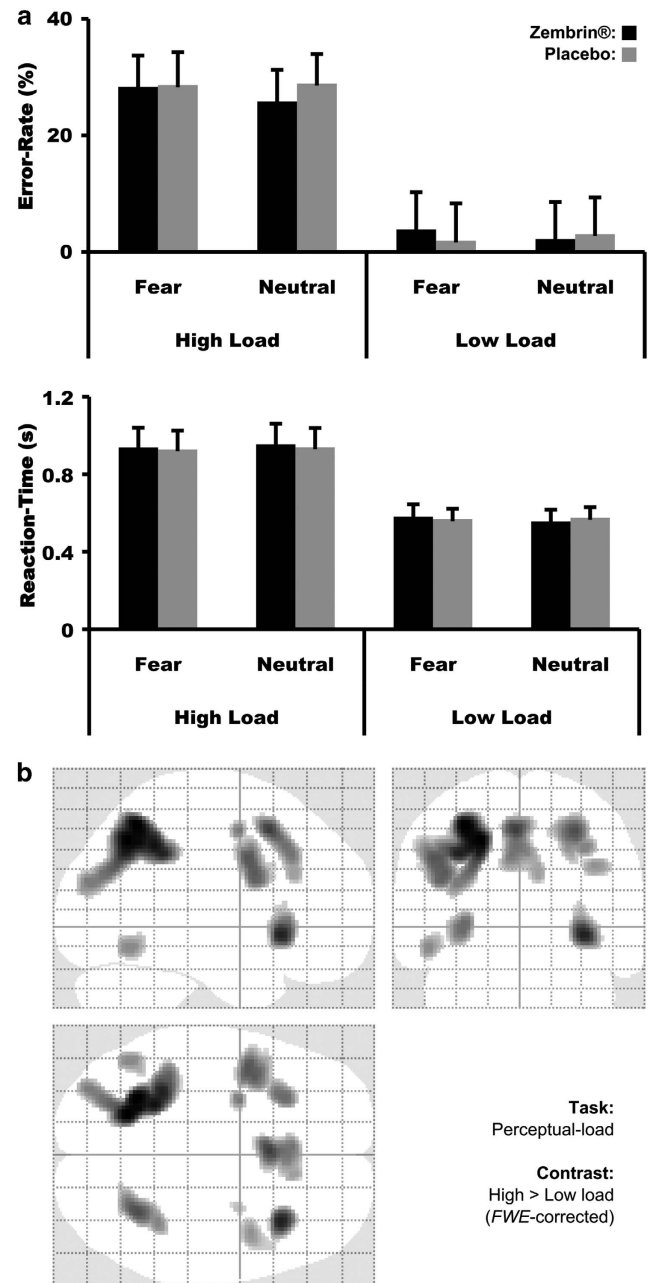 a
40
20
0
Error-Rate (%)
Zembrin®:
Placebo:
Fear Neutral Fear Neutral
High Load Low Load
1.2
0.8
0.4
0
Reaction-Time (s)
Fear Neutral Fear Neutral
High Load Low Load
b
Task:
Perceptual-load
Contrast:
High > Low load
(FWE-corrected)